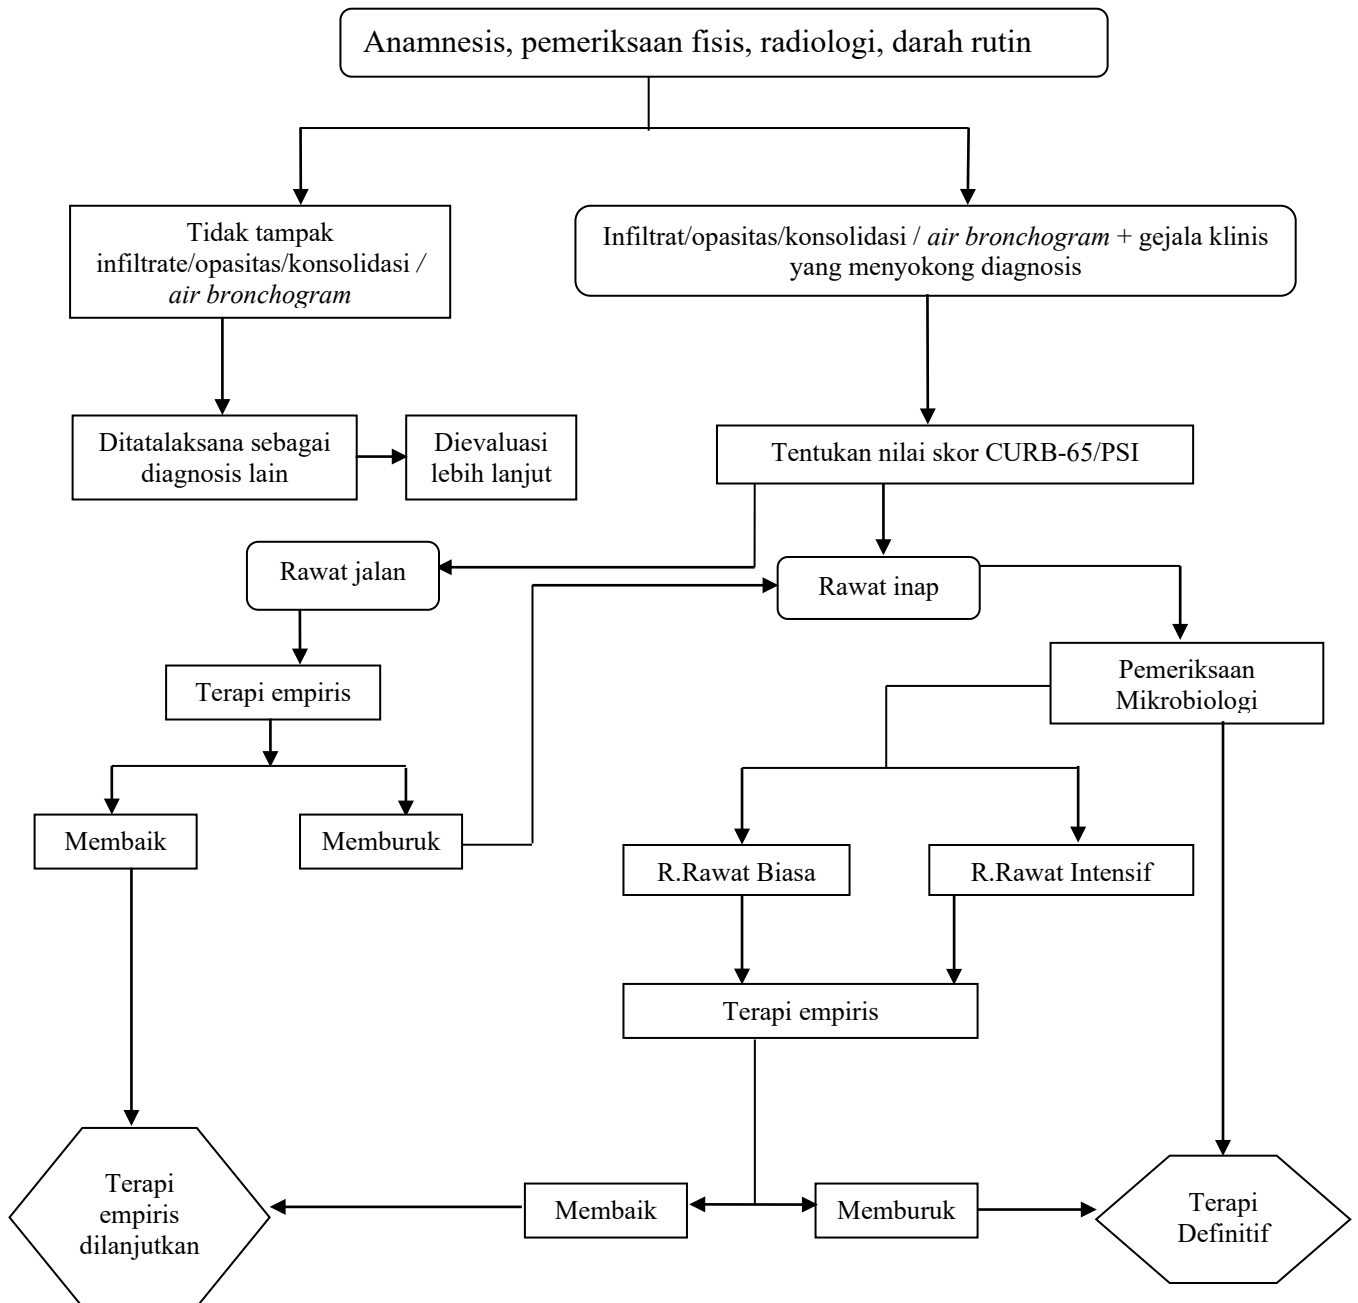 Anamnesis, pemeriksaan fisis, radiologi, darah rutin
Tidak tampak
infiltrate/opasitas/konsolidasi /
air bronchogram
Infiltrat/opasitas/konsolidasi / air bronchogram + gejala klinis
yang menyokong diagnosis
Ditatalaksana sebagai
diagnosis lain
Dievaluasi
lebih lanjut
Tentukan nilai skor CURB-65/PSI
Rawat jalan
Rawat inap
Terapi empiris
Pemeriksaan
Mikrobiologi
Membaik
Memburuk
R.Rawat Biasa
R.Rawat Intensif
Terapi empiris
Terapi
empiris
dilanjutkan
Membaik
Memburuk
Terapi
Definitif